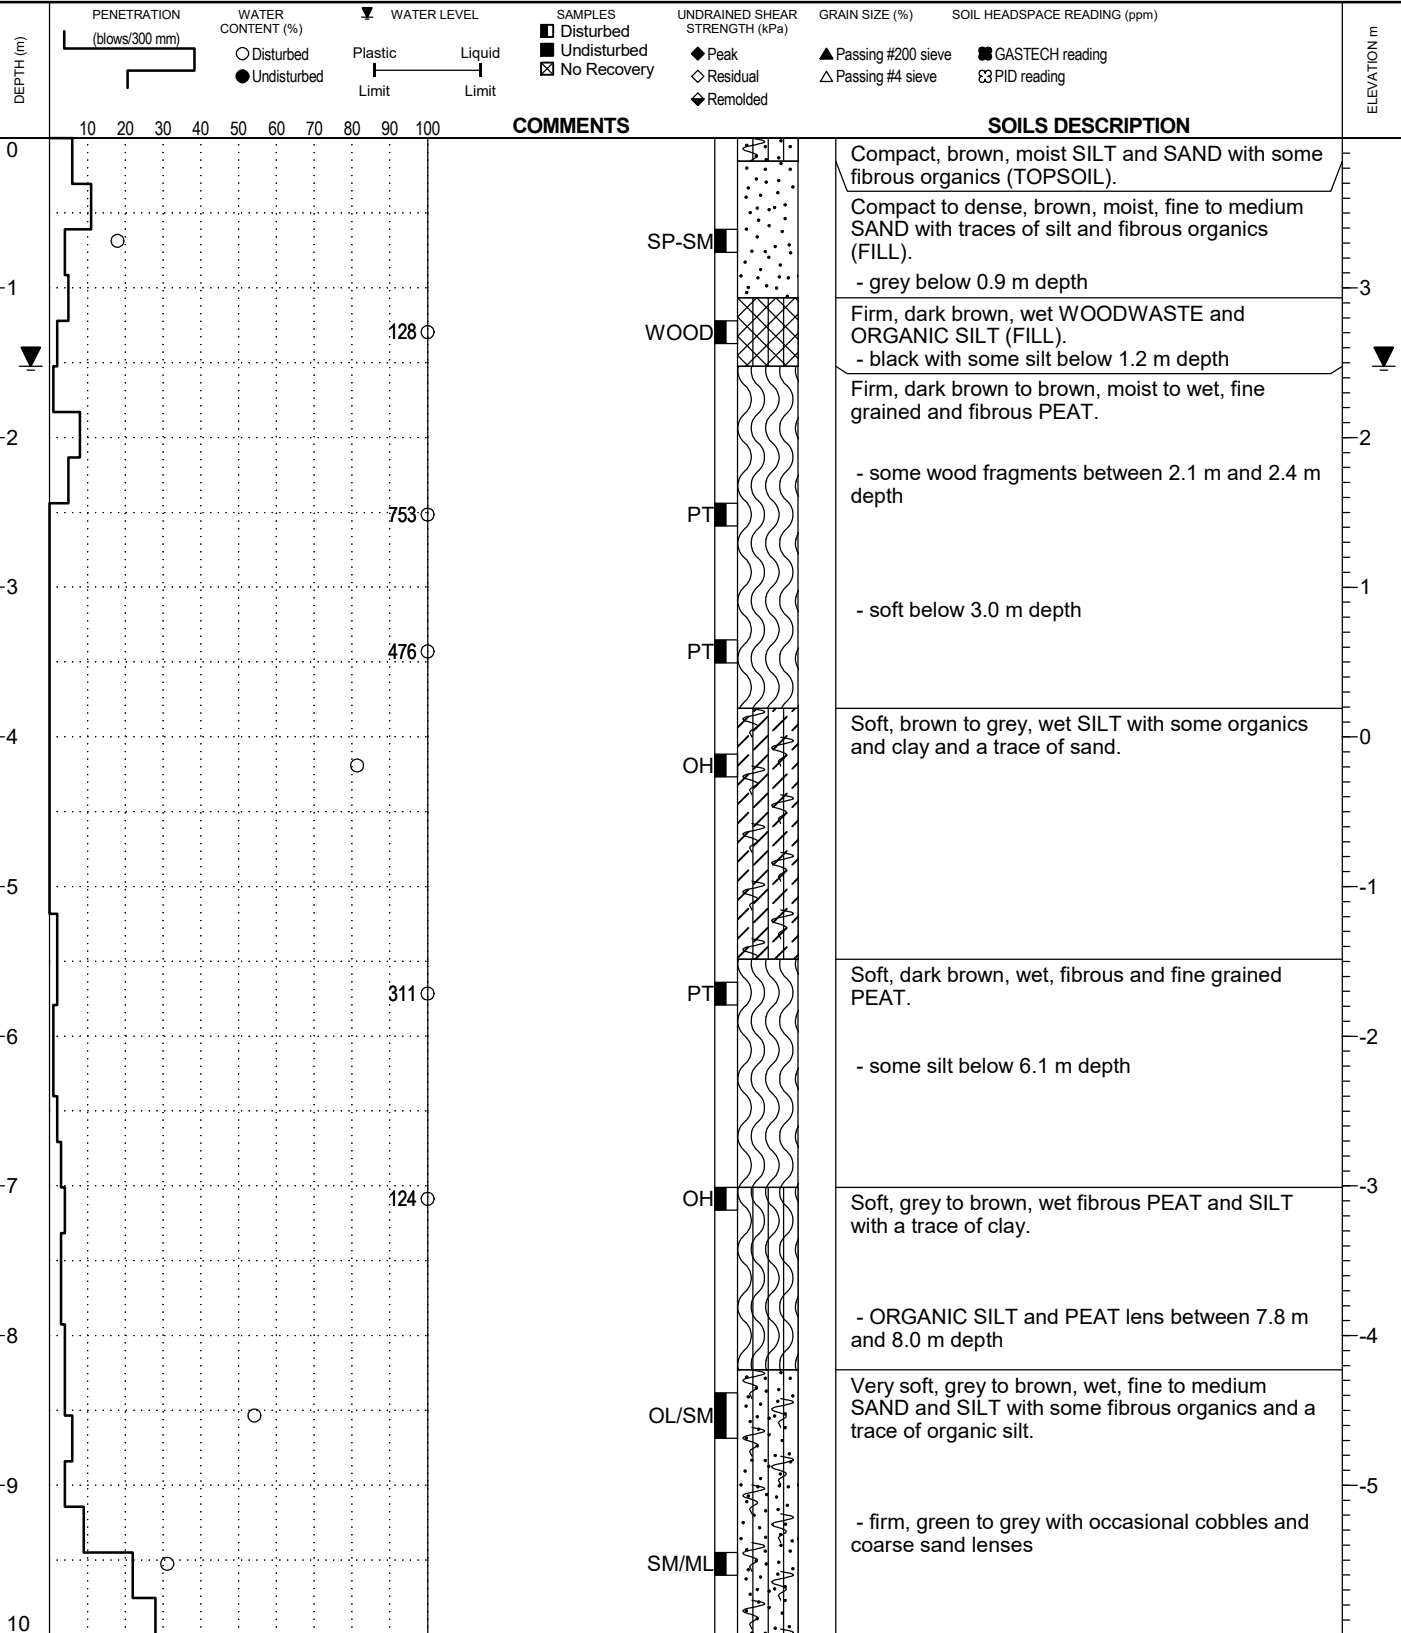 PENETRATION
(blows/300 mm)
WATER
CONTENT (%)
Disturbed
Undisturbed
WATER LEVEL
Plastic Liquid
Limit Limit
SAMPLES
Disturbed
Undisturbed
No Recovery
UNDRAINED SHEAR
STRENGTH (kPa)
Peak
Residual
Remolded
GRAIN SIZE (%)
Passing #200 sieve
Passing #4 sieve
SOIL HEADSPACE READING (ppm)
GASTECH reading
PID reading
DEPTH (m)
ELEVATION m
10 20 30 40 50 60 70 80 90 100
COMMENTS
SOILS DESCRIPTION
0
Compact, brown, moist SILT and SAND with some
fibrous organics (TOPSOIL).
Compact to dense, brown, moist, fine to medium
SAND with traces of silt and fibrous organics
(FILL).
SP-SM
- grey below 0.9 m depth
-1
3
Firm, dark brown, wet WOODWASTE and
ORGANIC SILT (FILL).
128
WOOD
- black with some silt below 1.2 m depth
Firm, dark brown to brown, moist to wet, fine
grained and fibrous PEAT.
-2
2
- some wood fragments between 2.1 m and 2.4 m
depth
753
PT
-3
1
- soft below 3.0 m depth
476
PT
Soft, brown to grey, wet SILT with some organics
and clay and a trace of sand.
-4
0
OH
-5
-1
Soft, dark brown, wet, fibrous and fine grained
PEAT.
311
PT
-6
-2
- some silt below 6.1 m depth
-7
-3
124
OH
Soft, grey to brown, wet fibrous PEAT and SILT
with a trace of clay.
- ORGANIC SILT and PEAT lens between 7.8 m
and 8.0 m depth
-8
-4
Very soft, grey to brown, wet, fine to medium
SAND and SILT with some fibrous organics and a
trace of organic silt.
OL/SM
-9
-5
- firm, green to grey with occasional cobbles and
coarse sand lenses
SM/ML
10